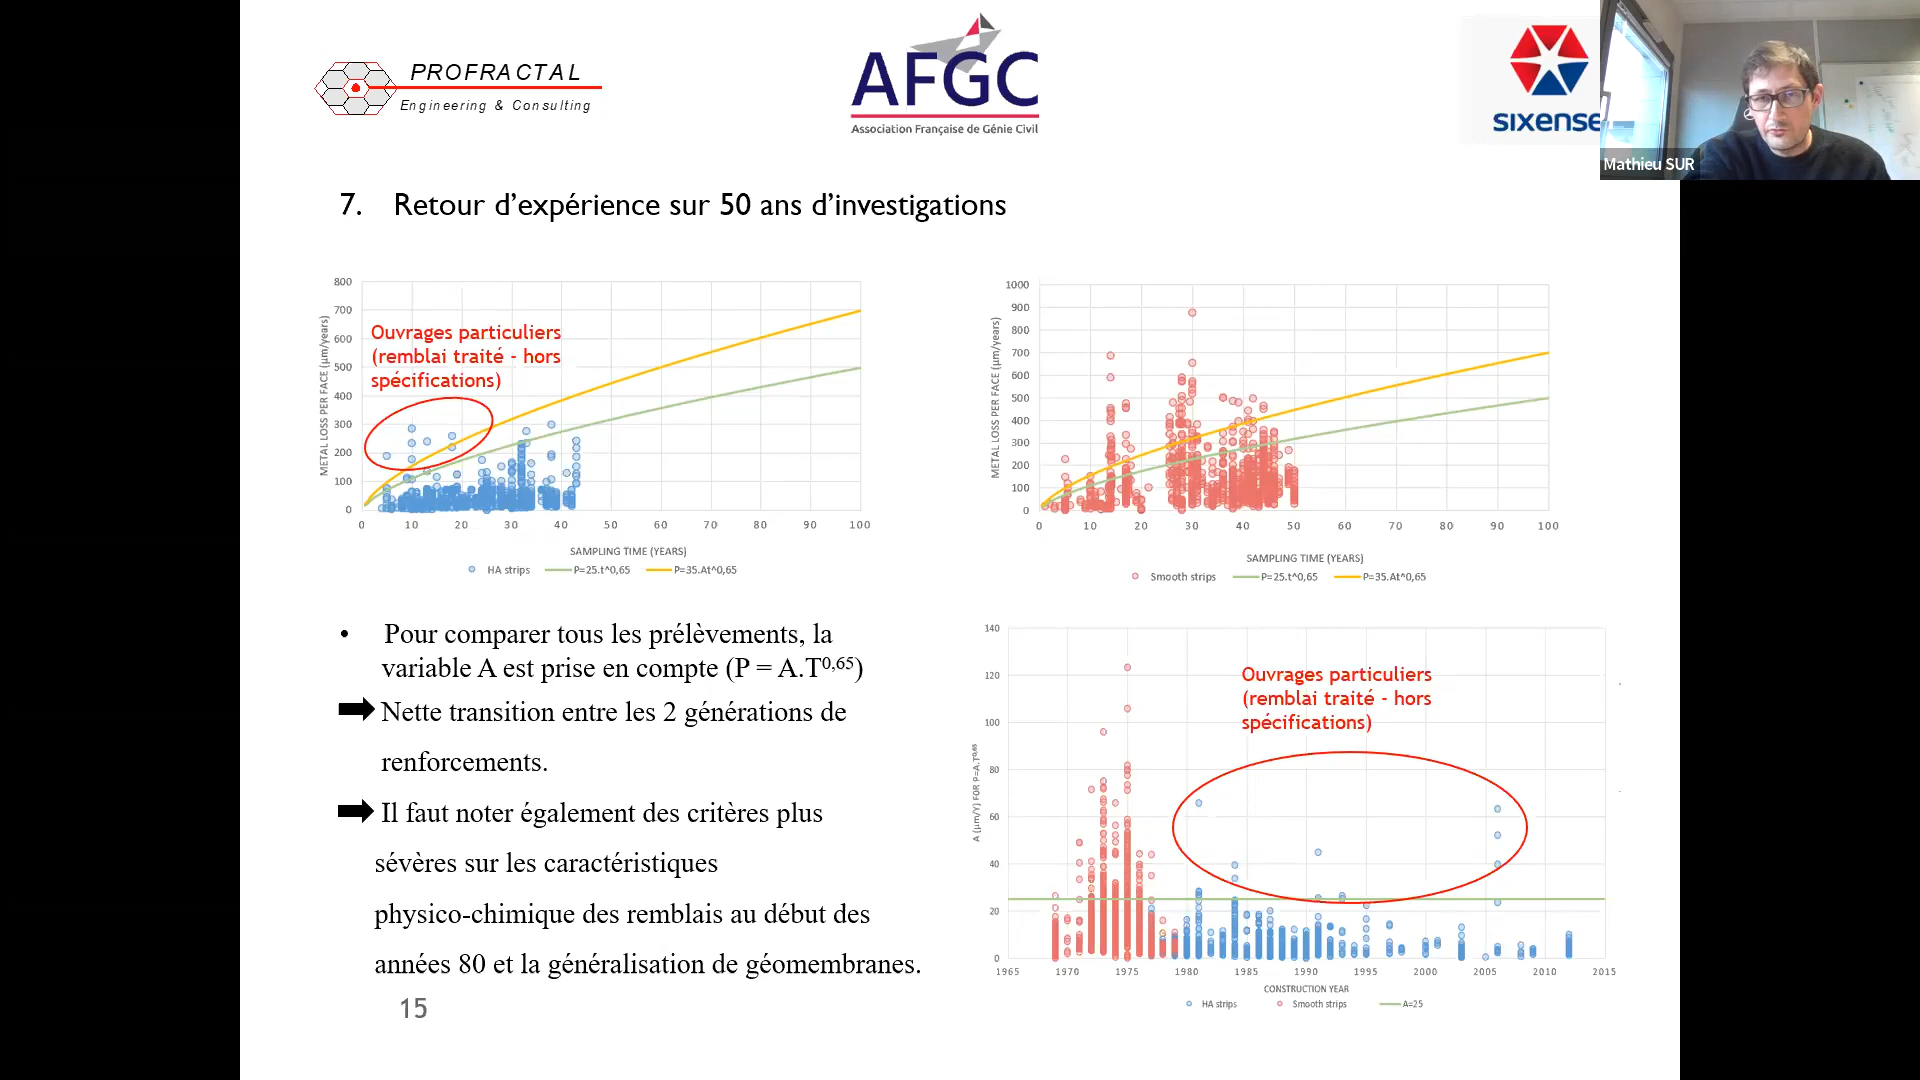 PROFRACTAL
Engineering & Consulting
AFGC
Association Française de Génie Civil
sixense
Mathieu SUR
7. Retour d’expérience sur 50 ans d’investigations
800
700
600
500
400
300
200
100
0
METAL LOSS PER FACE (µm/years)
Ouvrages particuliers
(remblai traité - hors
spécifications)
0 10 20 30 40 50 60 70 80 90 100
SAMPLING TIME (YEARS)
HA strips P=25.t^0,65 P=35.At^0,65
1000
900
800
700
600
500
400
300
200
100
0
METAL LOSS PER FACE (µm/years)
0 10 20 30 40 50 60 70 80 90 100
SAMPLING TIME (YEARS)
Smooth strips P=25.t^0,65 P=35.At^0,65
• Pour comparer tous les prélèvements, la
variable A est prise en compte (P = A.T0,65)
Nette transition entre les 2 générations de
renforcements.
Il faut noter également des critères plus
sévères sur les caractéristiques
physico-chimique des remblais au début des
années 80 et la généralisation de géomembranes.
15
140
120
100
80
60
40
20
0
A (µm/Y) FOR P=A.T0,65
Ouvrages particuliers
(remblai traité - hors
spécifications)
1965 1970 1975 1980 1985 1990 1995 2000 2005 2010 2015
CONSTRUCTION YEAR
HA strips Smooth strips A=25